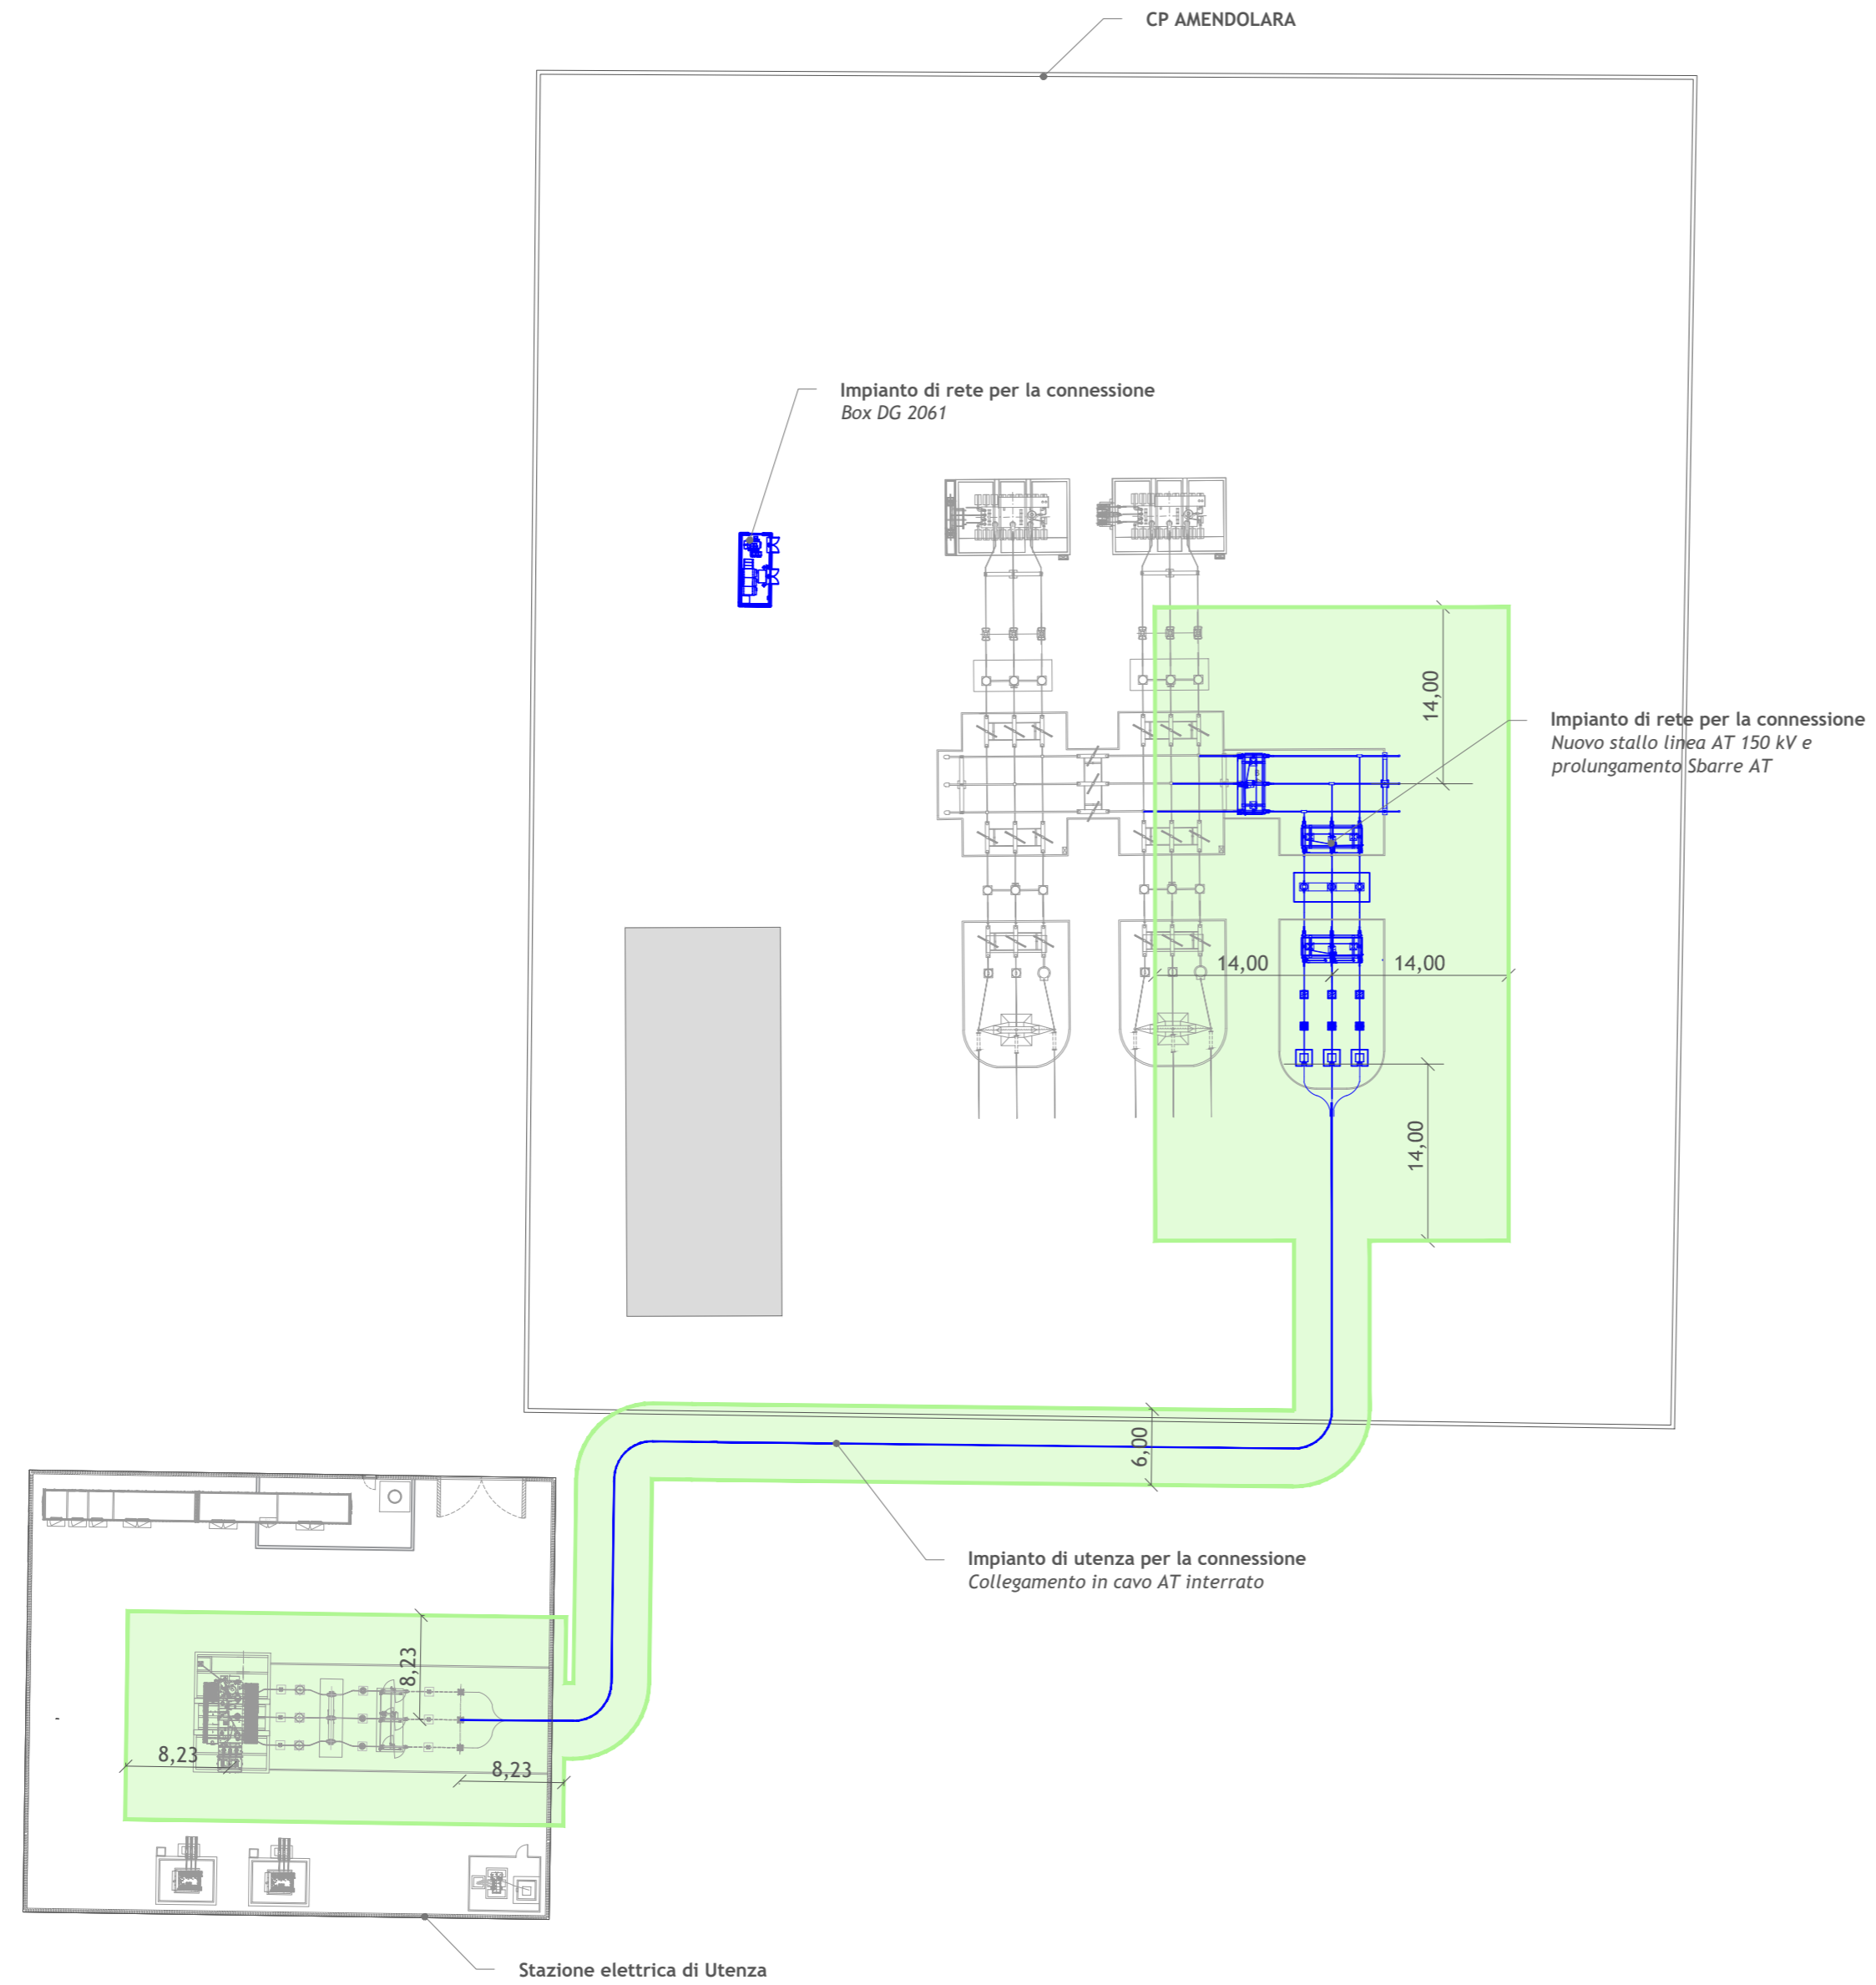 CP AMENDOLARA
Impianto di rete per la connessione
Box DG 2061
14,00
Impianto di rete per la connessione
Nuovo stallo linea AT 150 kV e
prolungamento Sbarre AT
14,00
14,00
14,00
6,00
Impianto di utenza per la connessione
Collegamento in cavo AT interrato
8,23
8,23
8,23
Stazione elettrica di Utenza